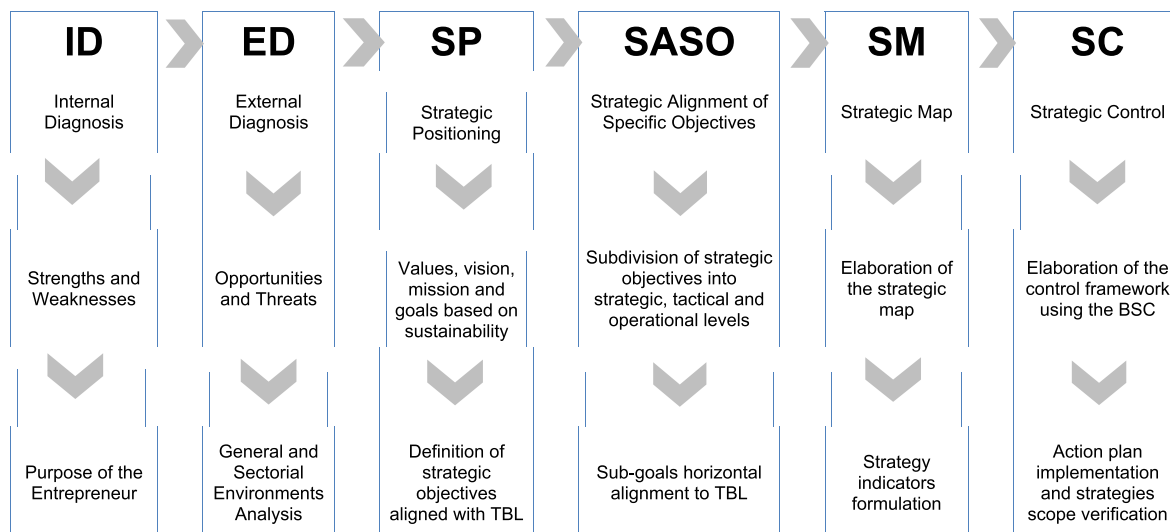 ID
Internal
Diagnosis
Strengths and
Weaknesses
Purpose of the
Entrepreneur
ED
External
Diagnosis
Opportunities
and Threats
General and
Sectorial
Environments
Analysis
SP
Strategic
Positioning
Values, vision,
mission and
goals based on
sustainability
Definition of
strategic
objectives
aligned with TBL
SASO
Strategic Alignment of
Specific Objectives
Subdivision of strategic
objectives into
strategic, tactical and
operational levels
Sub-goals horizontal
alignment to TBL
SM
Strategic Map
Elaboration of
the strategic
map
Strategy
indicators
formulation
SC
Strategic Control
Elaboration of the
control framework
using the BSC
Action plan
implementation
and strategies
scope verification